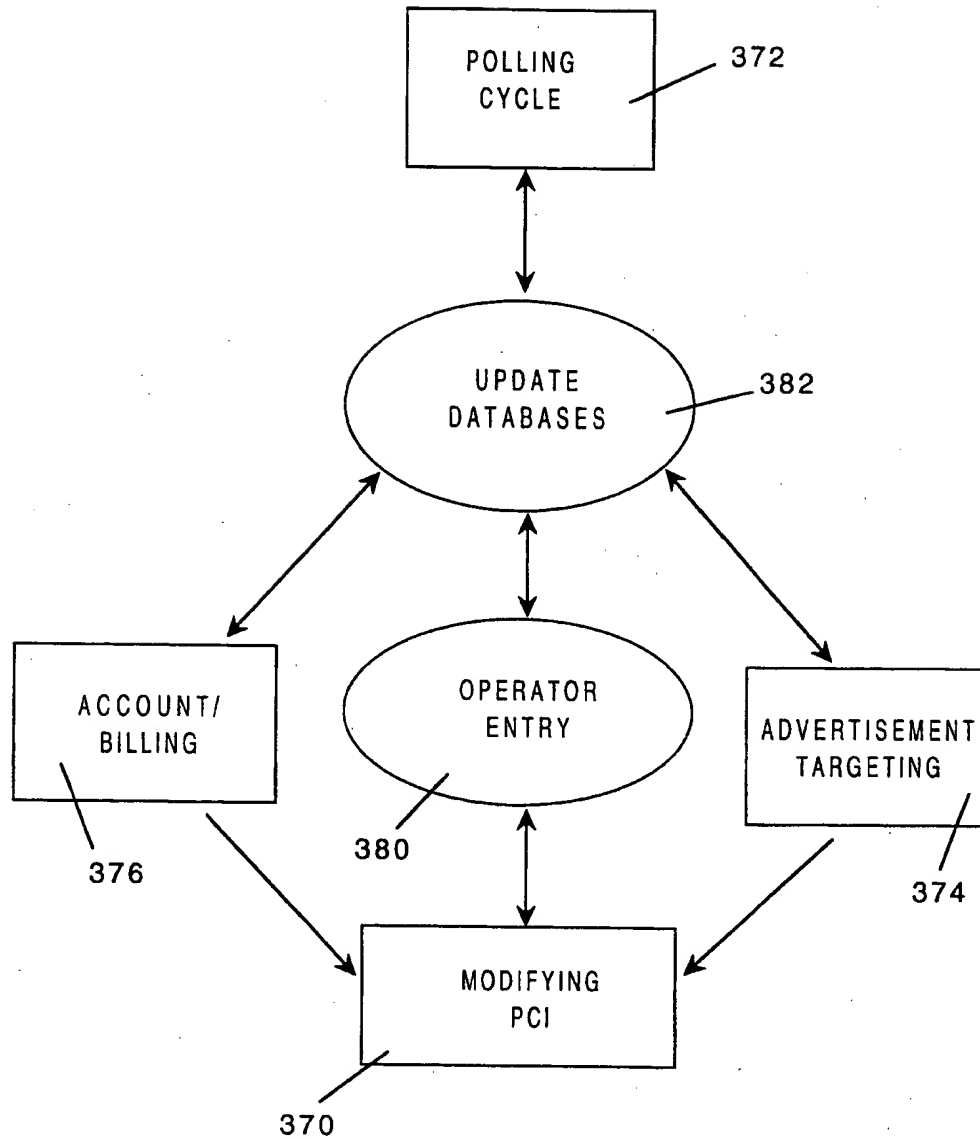 POLLING
CYCLE
372
UPDATE
DATABASES
382
ACCOUNT/
BILLING
376
OPERATOR
ENTRY
380
ADVERTISEMENT
TARGETING
374
MODIFYING
PCI
370